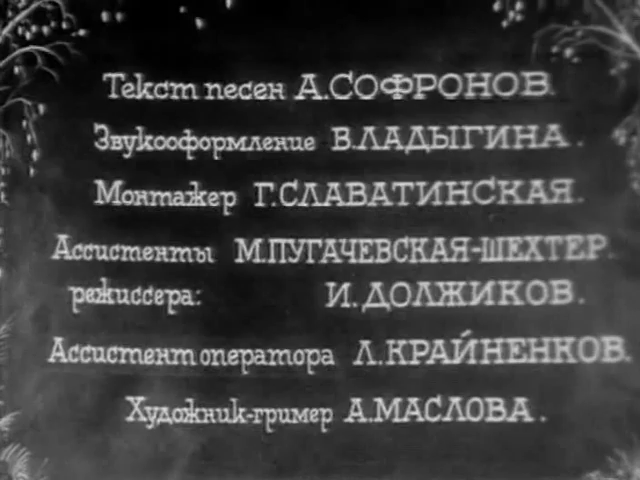 Текст песен А.СОФРОНОВ.
Звукооформление В.ЛАДЫГИНА.
Монтажер Г.СЛАВАТИНСКАЯ.
Ассистенты М.ПУГАЧЕВСКАЯ-ШЕХТЕР.
режиссера: И.ДОЛЖИКОВ.
Ассистент оператора Л.КРАЙНЕНКОВ.
Художник-гример А.МАСЛОВА.